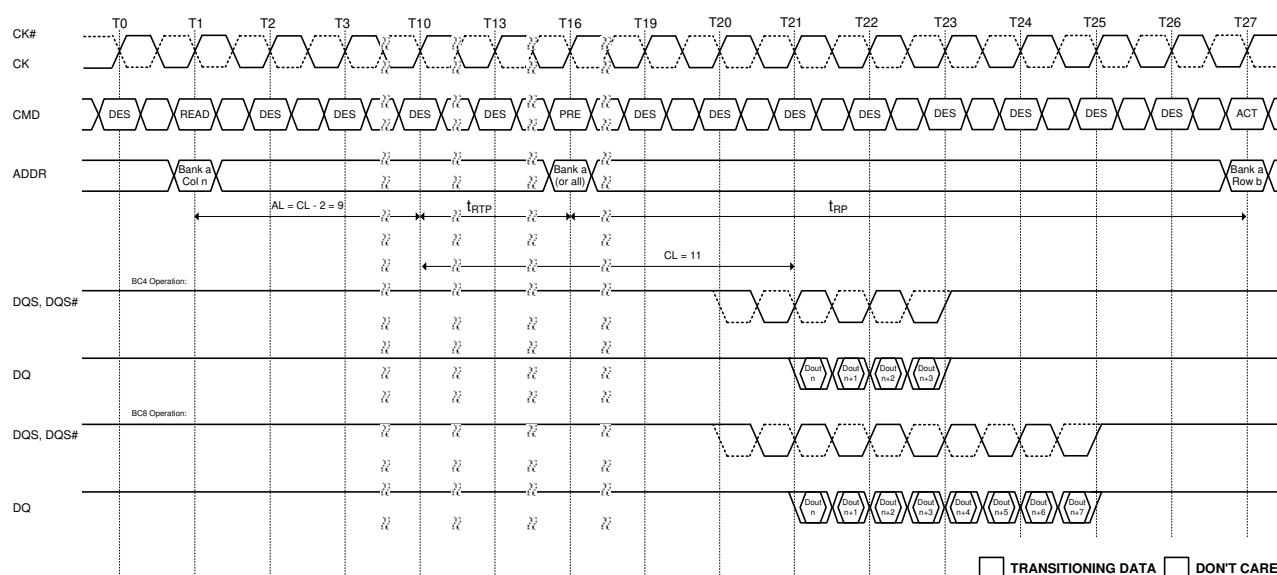 T0 T1 T2 T3 T10 T13 T16 T19 T20 T21 T22 T23 T24 T25 T26 T27
CK#
CK
CMD DES READ DES DES DES DES PRE DES DES DES DES DES DES DES DES ACT
Bank a Bank a Bank a
ADDR
Col n (or all) Row b
AL = CL - 2 = 9 tRTP tRP
CL = 11
BC4 Operation:
DQS, DQS#
Dout Dout Dout Dout
DQ
n n+1 n+2 n+3
BC8 Operation:
DQS, DQS#
Dout Dout Dout Dout Dout Dout Dout Dout
DQ
n n+1 n+2 n+3 n+4 n+5 n+6 n+7
TRANSITIONING DATA DON'T CARE